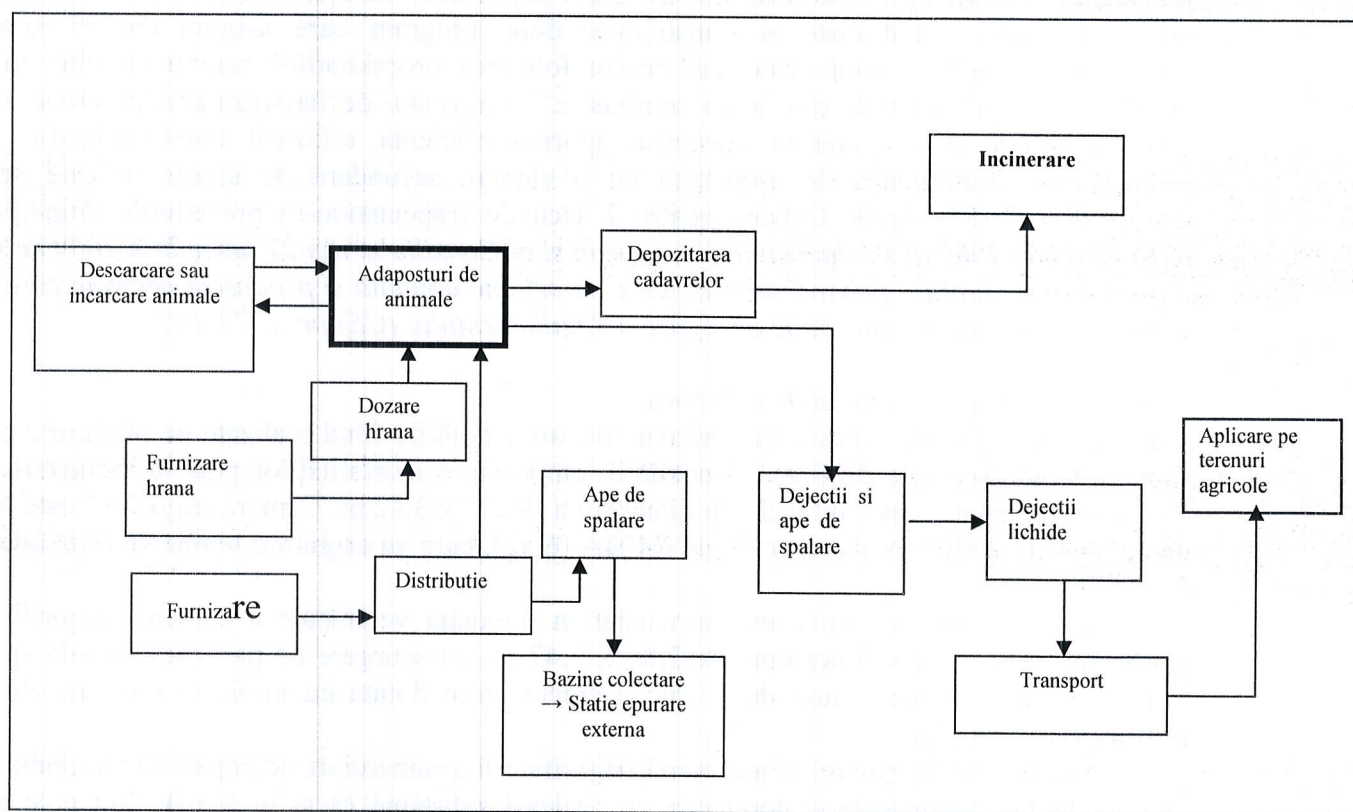 Incinerare
Descarcare sau
incarcare animale
Adaposturi de
animale
Depozitarea
cadavrelor
Dozare
hrana
Furnizare
hrana
Aplicare pe
terenuri
agricole
Ape de
spalare
Dejectii si
ape de
spalare
Dejectii
lichide
Distributie
Furnizare
Bazine colectare
→ Statie epurare
externa
Transport